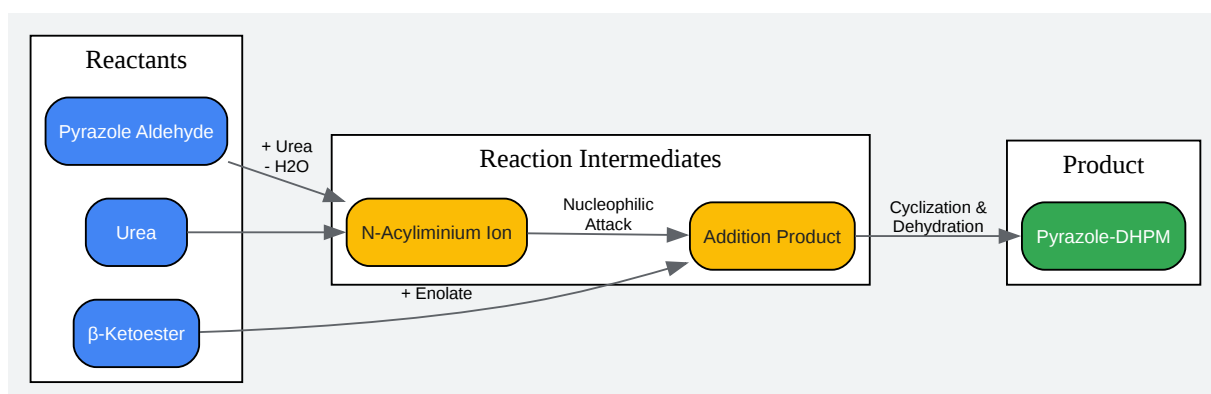 Reactants
Pyrazole Aldehyde
Urea
β-Ketoester
+ Urea
- H2O
+ Enolate
Reaction Intermediates
N-Acyliminium Ion
Nucleophilic
Attack
Addition Product
Cyclization &
Dehydration
Product
Pyrazole-DHPM